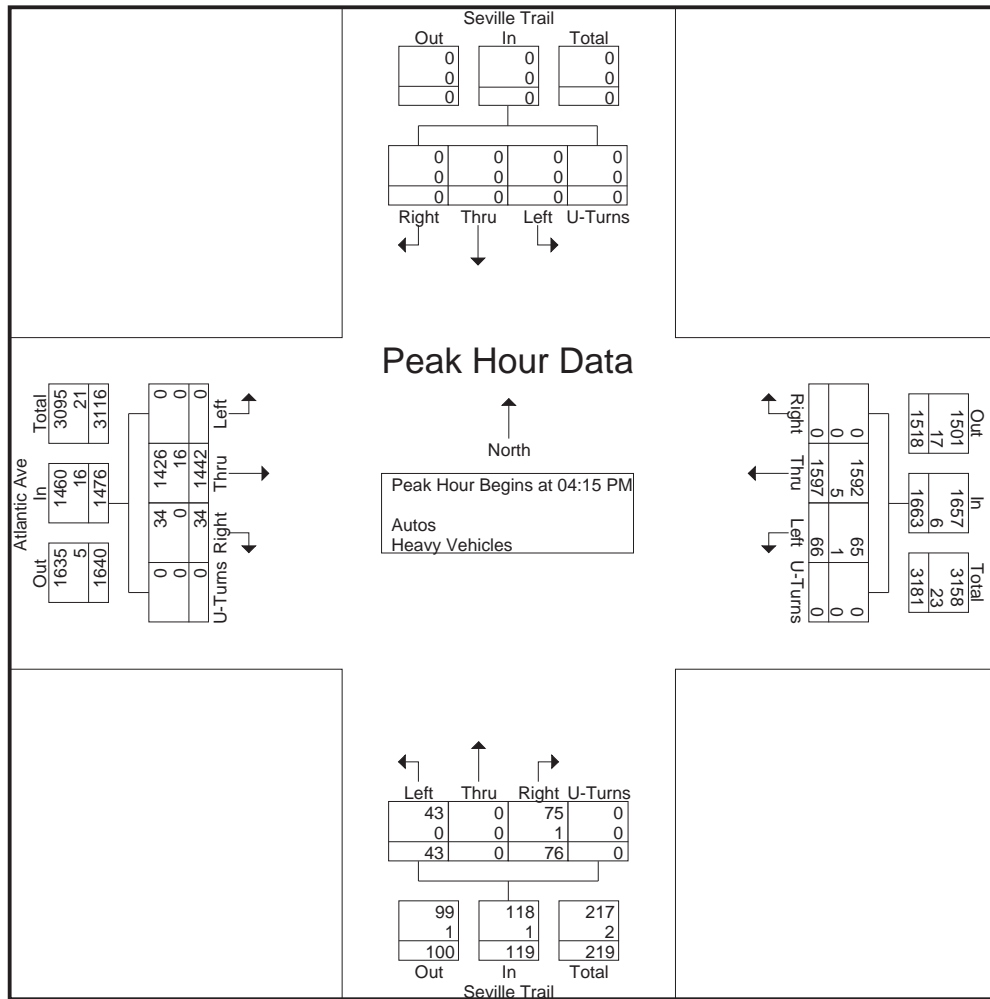 Seville Trail
Out In Total
0 0 0
0 0 0
0 0 0
0 0 0 0
0 0 0 0
0 0 0 0
Right Thru Left U-Turns
Peak Hour Data
North
Peak Hour Begins at 04:15 PM
Autos
Heavy Vehicles
Atlantic Ave
Total In Out
3095 1460 1635
21 16 5
3116 1476 1640
0 1426 34 0
0 16 0 0
0 1442 34 0
Left Thru Right U-Turns
Out In Total
1501 1657 3158
17 6 23
1518 1663 3181
0 1592 65 0
0 5 1 0
0 1597 66 0
Right Thru Left U-Turns
Left Thru Right U-Turns
43 0 75 0
0 0 1 0
43 0 76 0
99 118 217
1 1 2
100 119 219
Out In Total
Seville Trail